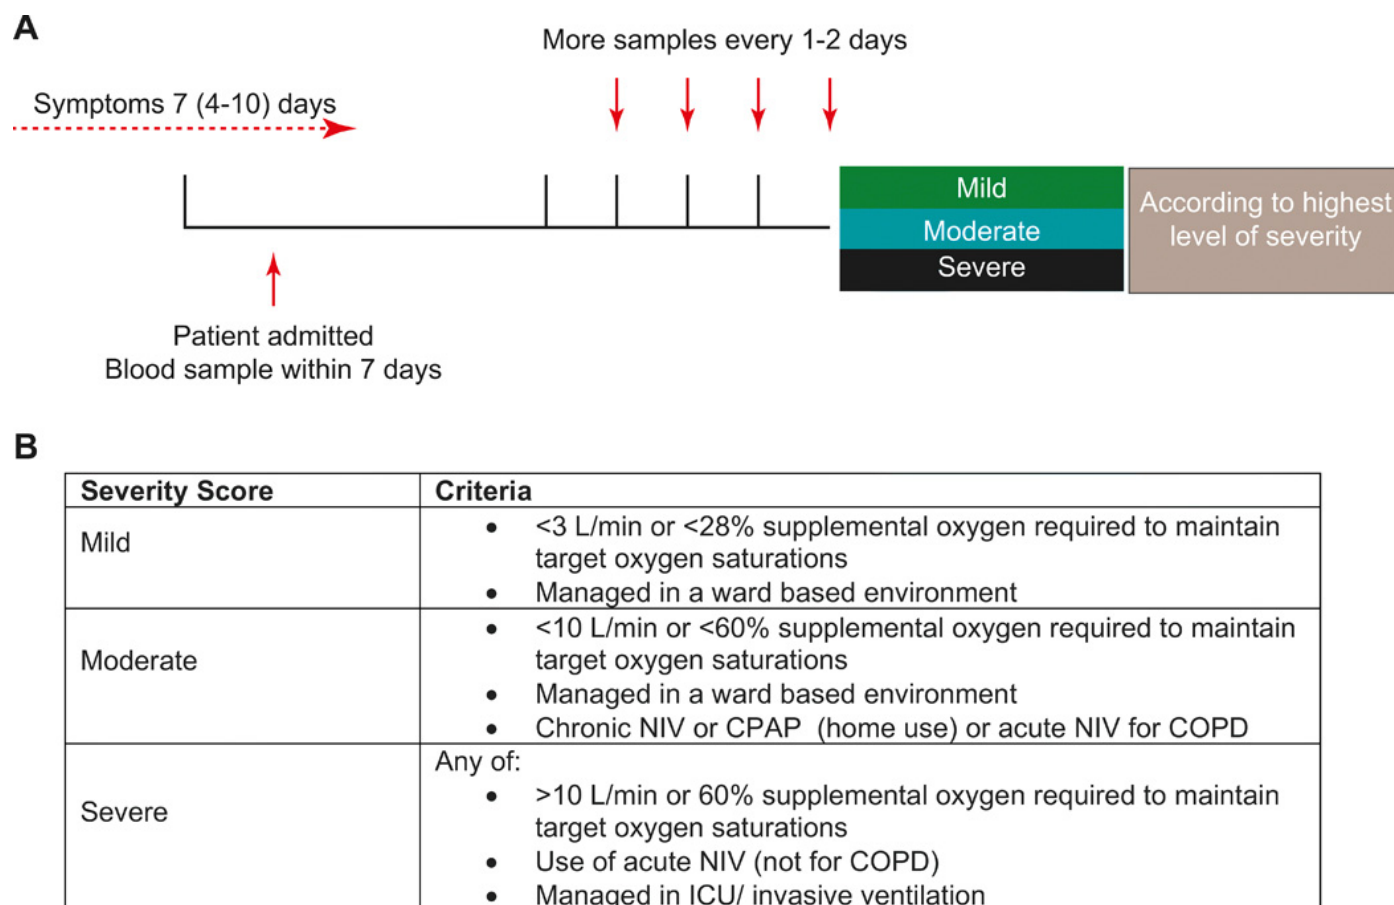 A
More samples every 1-2 days
Symptoms 7 (4-10) days
Mild
Moderate
Severe
According to highest
level of severity
Patient admitted
Blood sample within 7 days
B
Severity Score Criteria
Mild
• <3 L/min or <28% supplemental oxygen required to maintain
target oxygen saturations
• Managed in a ward based environment
Moderate
• <10 L/min or <60% supplemental oxygen required to maintain
target oxygen saturations
• Managed in a ward based environment
• Chronic NIV or CPAP (home use) or acute NIV for COPD
Severe
Any of:
• >10 L/min or 60% supplemental oxygen required to maintain
target oxygen saturations
• Use of acute NIV (not for COPD)
• Managed in ICU/ invasive ventilation